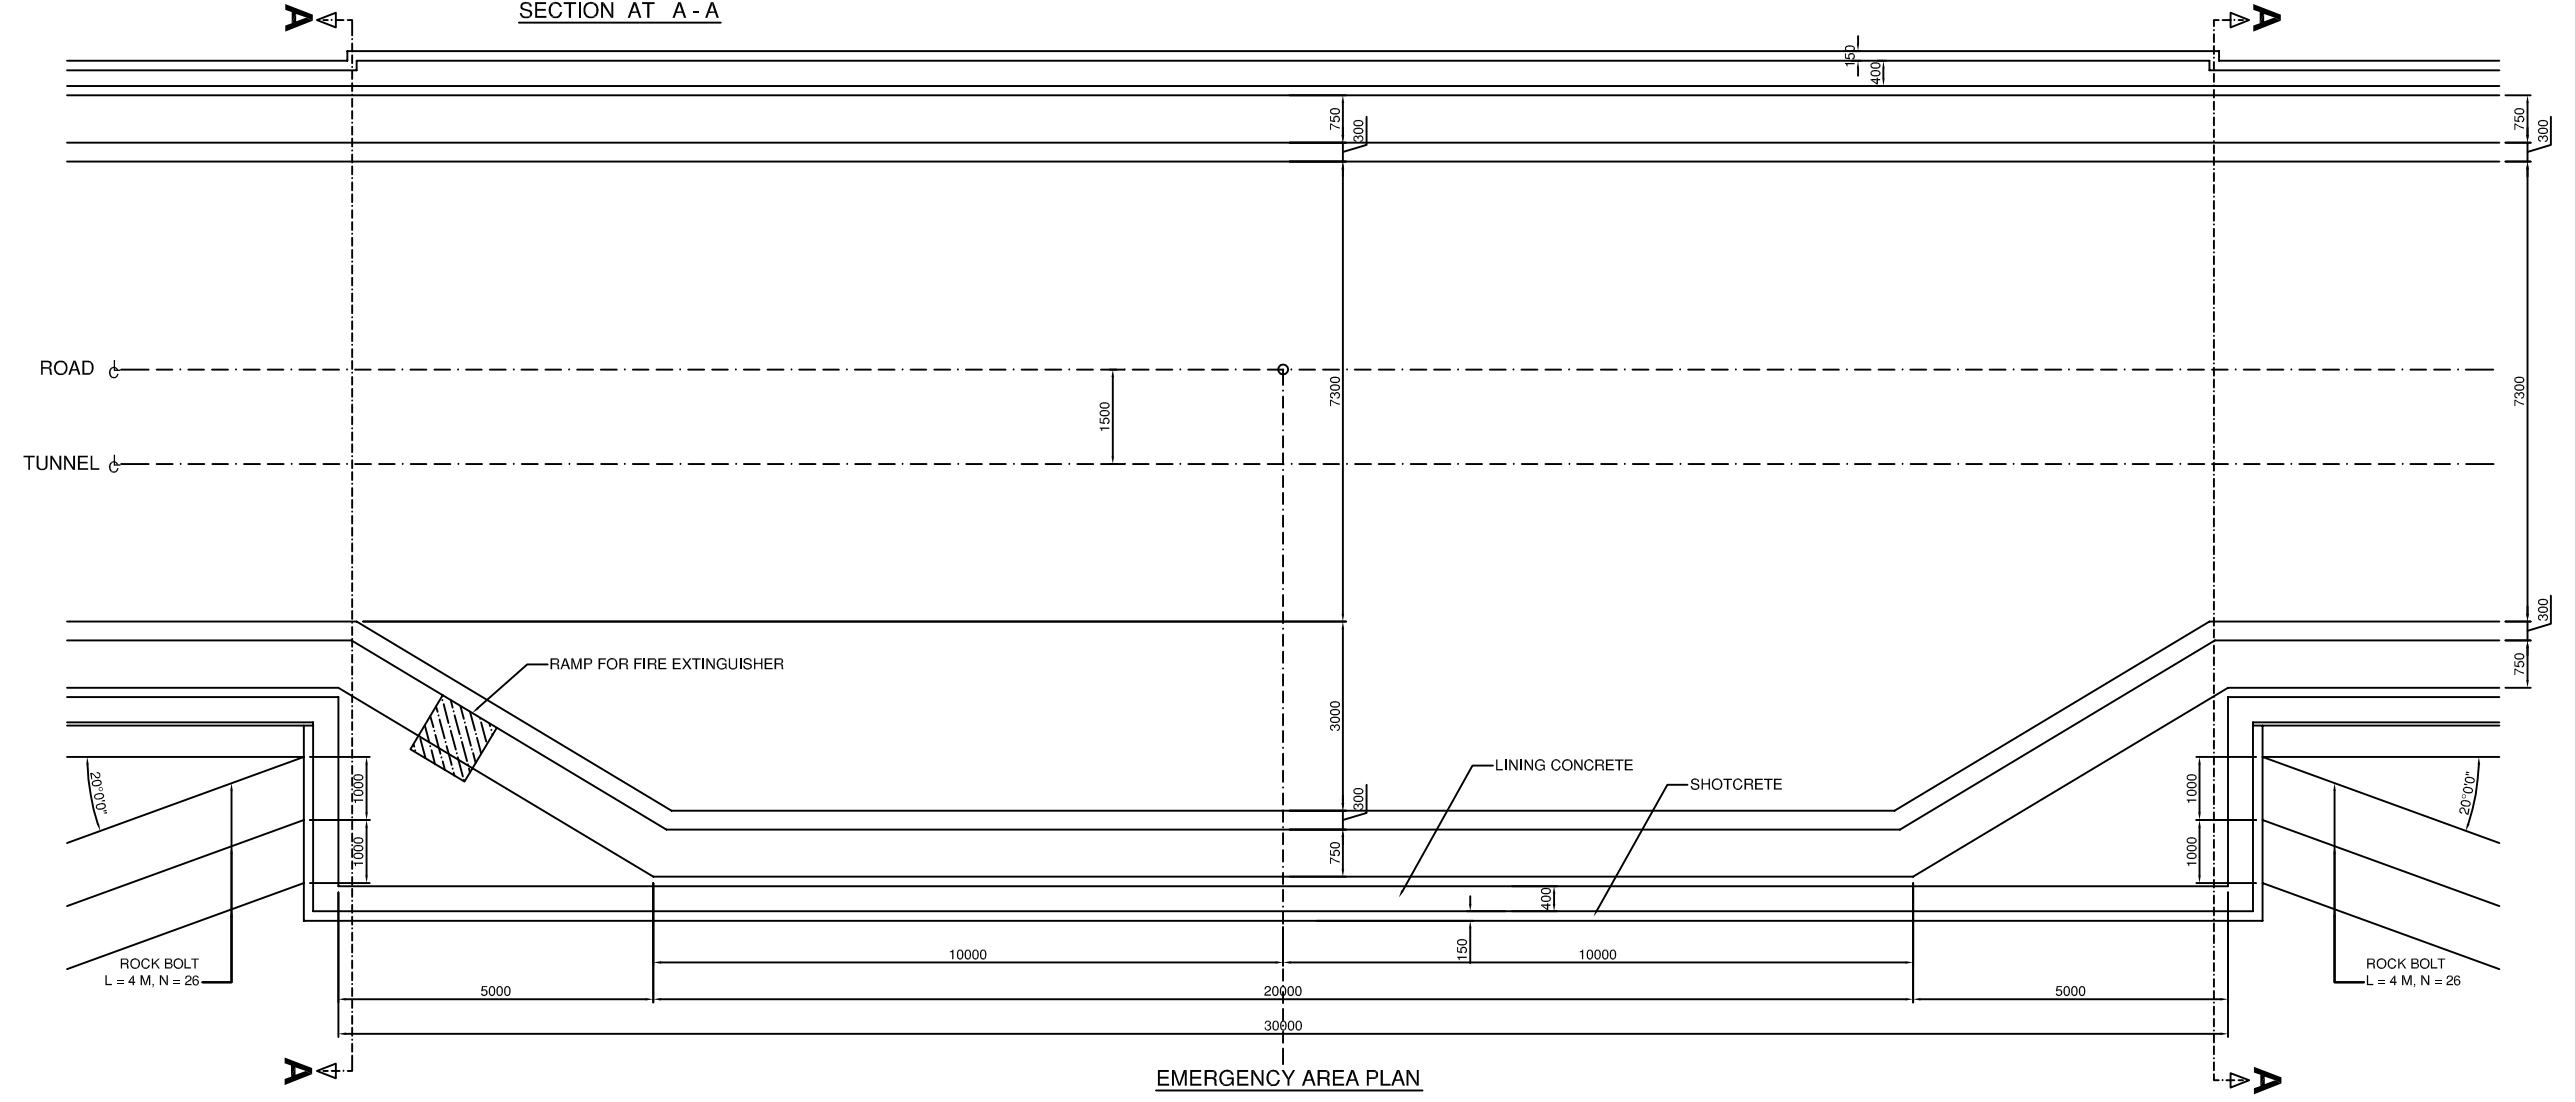 SECTION AT A - A
A
A
150
400
750
300
750
300
ROAD ℄
7300
7300
1500
TUNNEL ℄
300
RAMP FOR FIRE EXTINGUISHER
750
3000
LINING CONCRETE
SHOTCRETE
20°0'0"
1000
300
1000
20°0'0"
1000
750
1000
400
150
10000
10000
ROCK BOLT
L = 4 M, N = 26
ROCK BOLT
L = 4 M, N = 26
5000
20000
5000
30000
A
A
EMERGENCY AREA PLAN